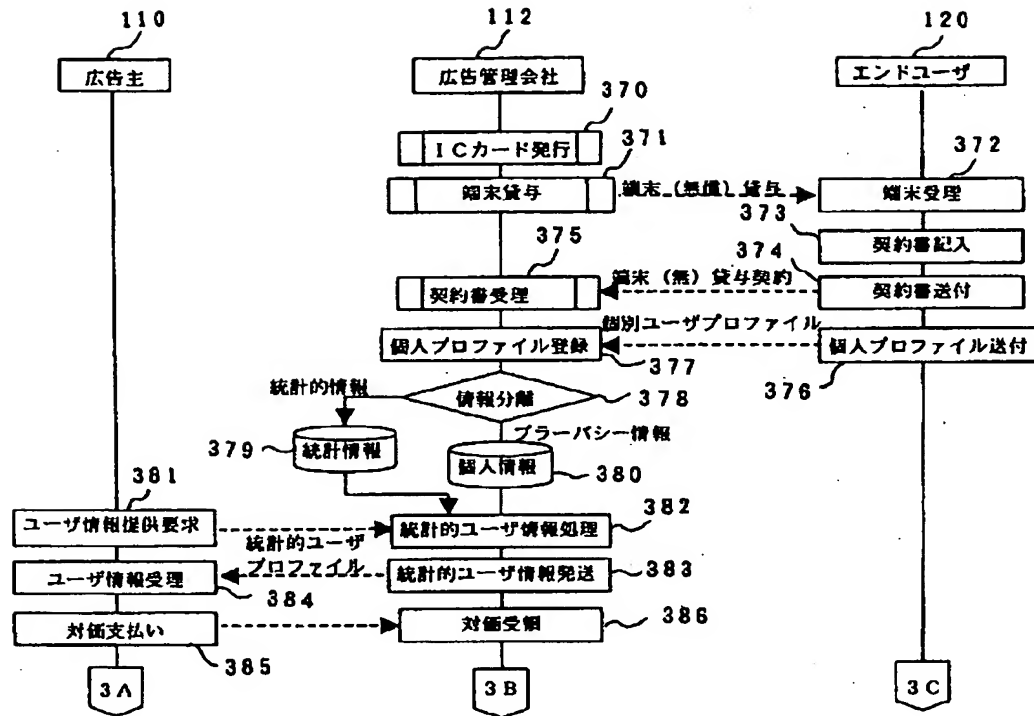 110
112
120
広告主
広告管理会社
エンドユーザ
370
ICカード発行
371
372
端末貸与
端末(無償)貸与
端末受理
373
契約書記入
375
374
端末(無)貸与契約
契約書受理
契約書送付
個別ユーザプロファイル
個人プロファイル登録
個人プロファイル送付
377
376
統計的情報
情報分離
378
プラーバシー情報
379
統計情報
個人情報
380
381
382
ユーザ情報提供要求
統計的ユーザ情報処理
統計的ユーザ
プロファイル
383
ユーザ情報受理
統計的ユーザ情報発送
384
対価支払い
対価受領
386
385
3A
3B
3C